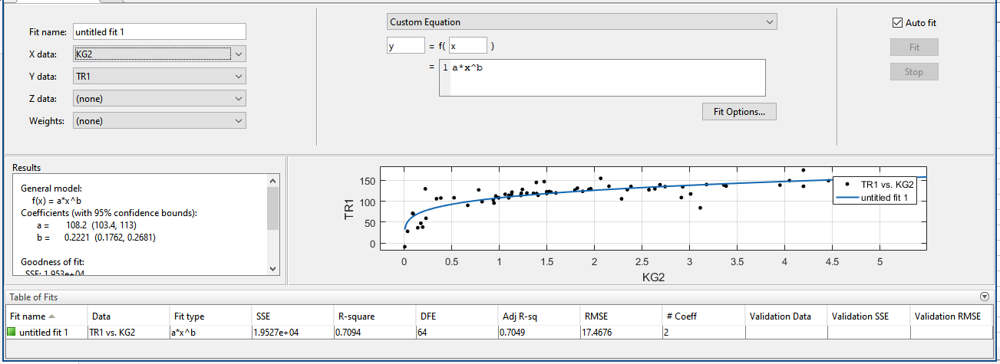 Fit name: untitled fit 1
X data: KG2
Y data: TR1
Z data: (none)
Weights: (none)
Custom Equation
y = f( x )
= 1 a*x^b
Fit Options...
Auto fit
Fit
Stop
Results
General model:
f(x) = a*x^b
Coefficients (with 95% confidence bounds):
a = 108.2 (103.4, 113)
b = 0.2221 (0.1762, 0.2681)
Goodness of fit:
SSE: 1.953e+04
150
100
50
0
TR1
TR1 vs. KG2
untitled fit 1
0 0.5 1 1.5 2 2.5 3 3.5 4 4.5 5
KG2
Table of Fits
Fit name Data Fit type SSE R-square DFE Adj R-sq RMSE # Coeff Validation Data Validation SSE Validation RMSE
untitled fit 1 TR1 vs. KG2 a*x^b 1.9527e+04 0.7094 64 0.7049 17.4676 2